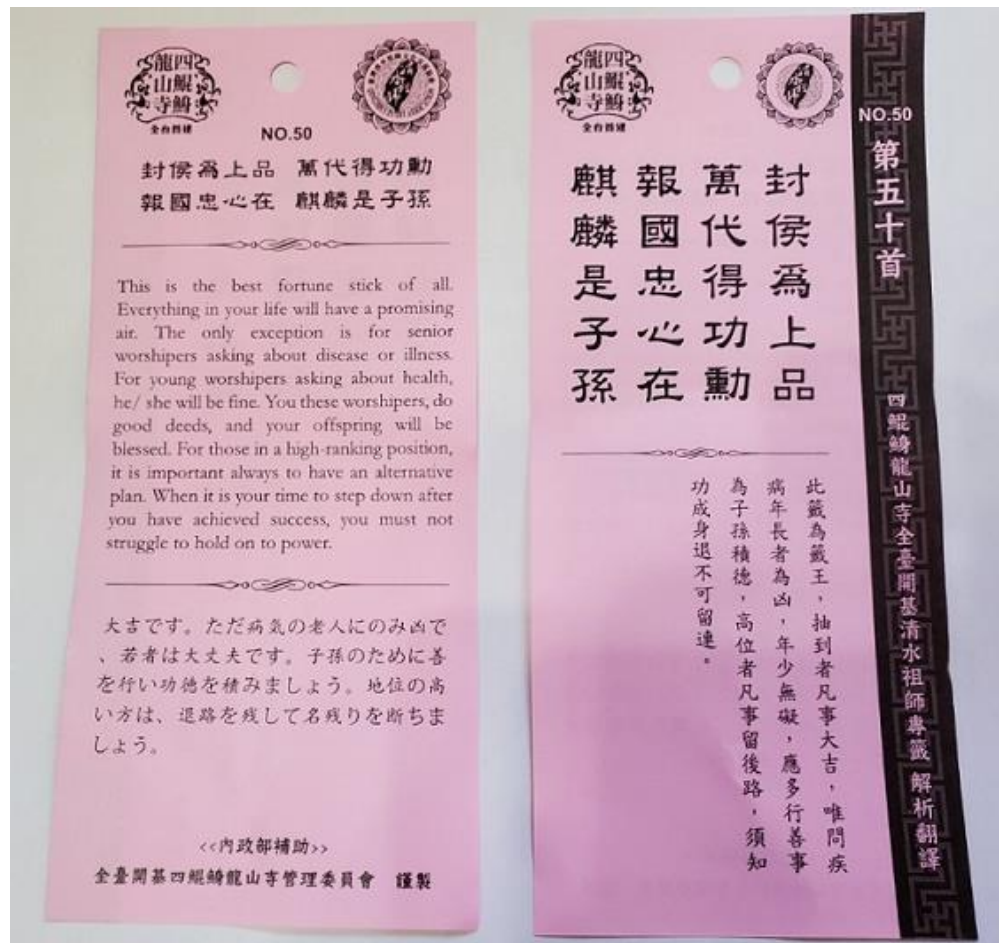 四鯤鯓
龍山寺
全台首建
NO.50
封侯為上品 萬代得功勳
報國忠心在 麒麟是子孫
This is the best fortune stick of all.
Everything in your life will have a promising
air. The only exception is for senior
worshipers asking about disease or illness.
For young worshipers asking about health,
he/ she will be fine. You these worshipers, do
good deeds, and your offspring will be
blessed. For those in a high-ranking position,
it is important always to have an alternative
plan. When it is your time to step down after
you have achieved success, you must not
struggle to hold on to power.
大吉です。ただ病気の老人にのみ凶で
、若者は大丈夫です。子孫のために善
を行い功徳を積みましょう。地位の高
い方は、退路を残して名残りを断ちま
しょう。
<<內政部補助>>
全臺開基四鯤鯓龍山寺管理委員會 謹製
四鯤鯓
龍山寺
全台首建
NO.50
第五十首
四鯤鯓龍山寺全臺開基清水祖師專籤 解析翻譯
封侯為上品
萬代得功勳
報國忠心在
麒麟是子孫
此籤為籤王，抽到者凡事大吉，唯問疾
病年長者為凶，年少無礙，應多行善事
為子孫積德，高位者凡事留後路，須知
功成身退不可留連。